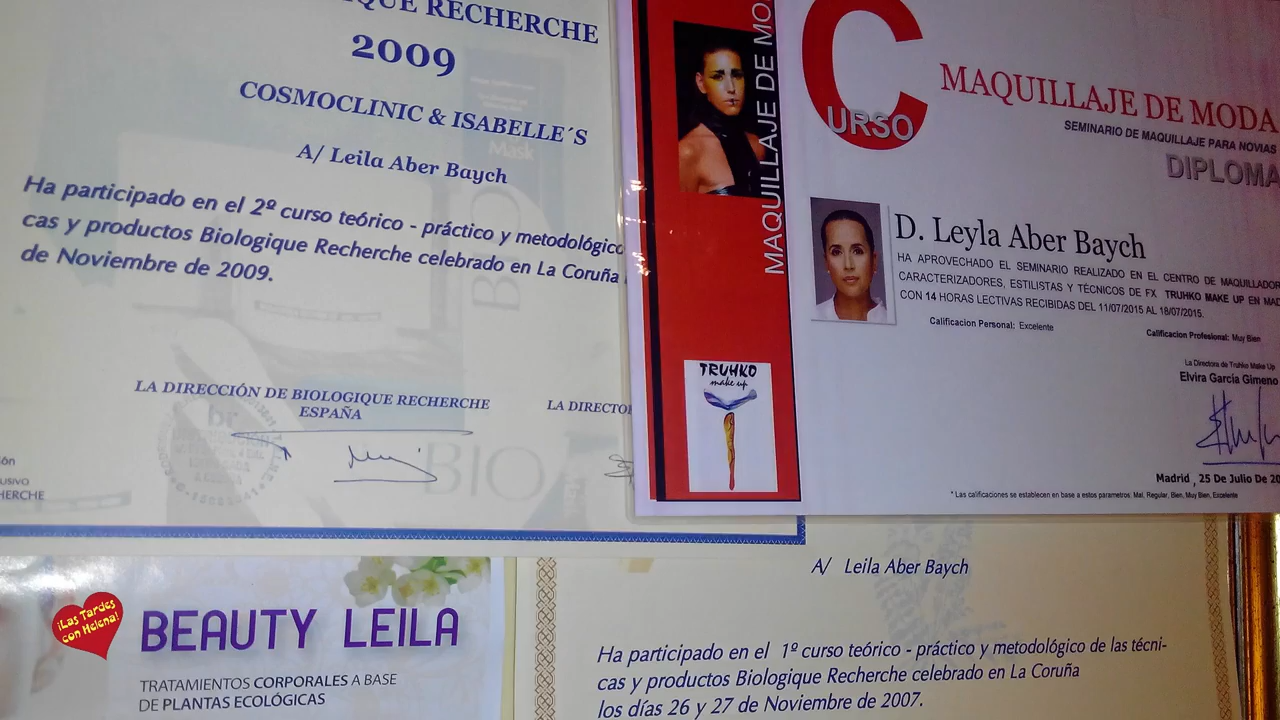 QUE RECHERCHE
2009
COSMOCLINIC & ISABELLE´S
A/ Leila Aber Baych
Ha participado en el 2º curso teórico - práctico y metodológico
cas y productos Biologique Recherche celebrado en La Coruña
de Noviembre de 2009.
LA DIRECCIÓN DE BIOLOGIQUE RECHERCHE
ESPAÑA
LA DIRECTO
ón
USIVO
HERCHE
BIO
Mask
MAQUILLAJE DE MO
CURSO
MAQUILLAJE DE MODA
SEMINARIO DE MAQUILLAJE PARA NOVIAS
DIPLOMA
D. Leyla Aber Baych
HA APROVECHADO EL SEMINARIO REALIZADO EN EL CENTRO DE MAQUILLADOR
CARACTERIZADORES, ESTILISTAS Y TÉCNICOS DE FX TRUHKO MAKE UP EN MAD
CON 14 HORAS LECTIVAS RECIBIDAS DEL 11/07/2015 AL 18/07/2015.
Calificacion Personal: Excelente
Calificacion Profesional: Muy Bien
La Directora de Truhko Make Up
Elvira García Gimeno
TRUHKO
make up
Madrid , 25 De Julio De 20
* Las calificaciones se establecen en base a estos parametros: Mal, Regular, Bien, Muy Bien, Excelente
¡Las Tardes
con Helena!
BEAUTY LEILA
TRATAMIENTOS CORPORALES A BASE
DE PLANTAS ECOLÓGICAS
A/ Leila Aber Baych
Ha participado en el 1º curso teórico - práctico y metodológico de las técni-
cas y productos Biologique Recherche celebrado en La Coruña
los días 26 y 27 de Noviembre de 2007.